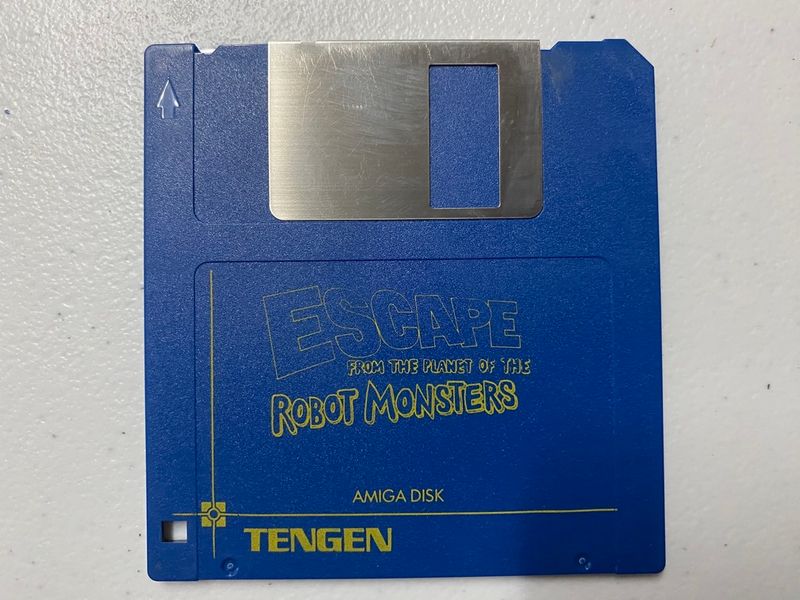 ESCAPE
FROM THE PLANET OF THE
ROBOT MONSTERS
AMIGA DISK
TENGEN